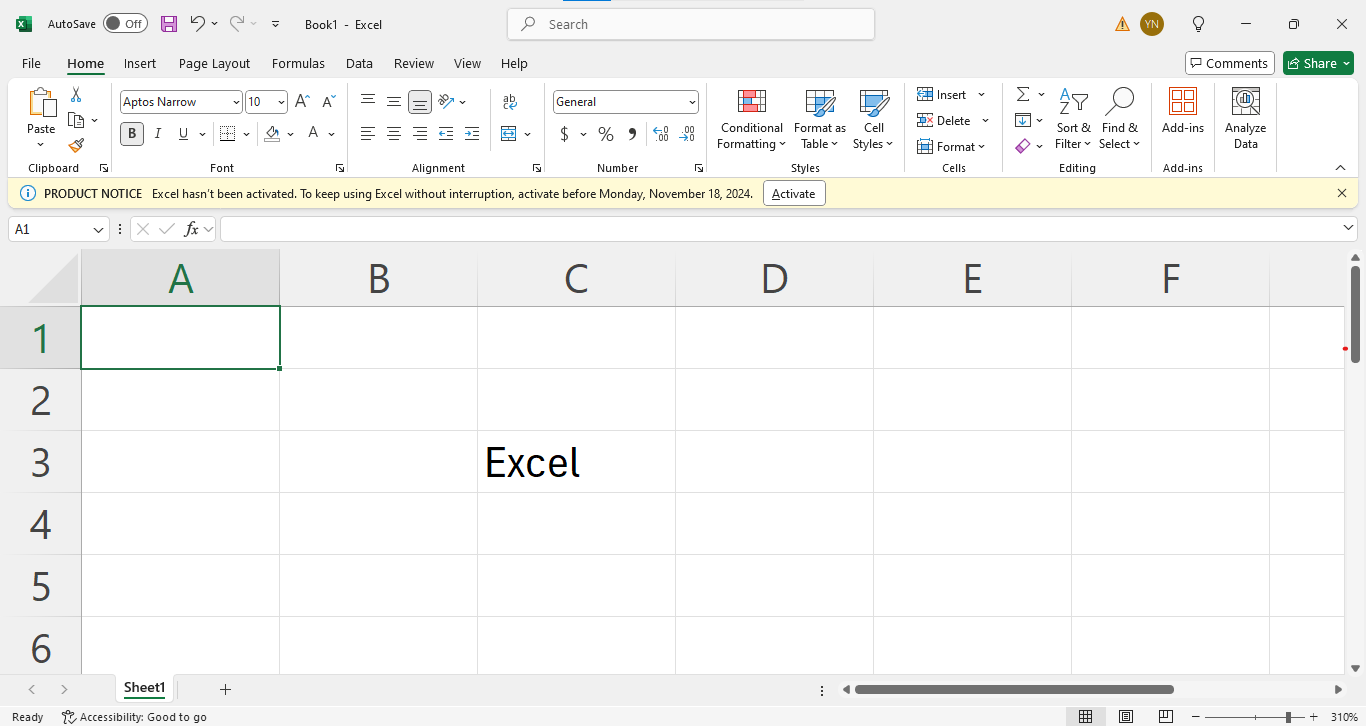 AutoSave Off Book1 - Excel Search YN
File Home Insert Page Layout Formulas Data Review View Help Comments Share
Paste
Clipboard
Aptos Narrow 10
B I U A
Font
ab
Alignment
General
$ % 9 .00 .00
Number
Conditional Formatting
Format as Table
Cell Styles
Styles
Insert
Delete
Format
Cells
Sort & Filter
Find & Select
Editing
Add-ins
Add-ins
Analyze Data
PRODUCT NOTICE Excel hasn't been activated. To keep using Excel without interruption, activate before Monday, November 18, 2024. Activate
A1 fx
A B C D E F
1
2
3 Excel
4
5
6
Sheet1
Ready Accessibility: Good to go 310%